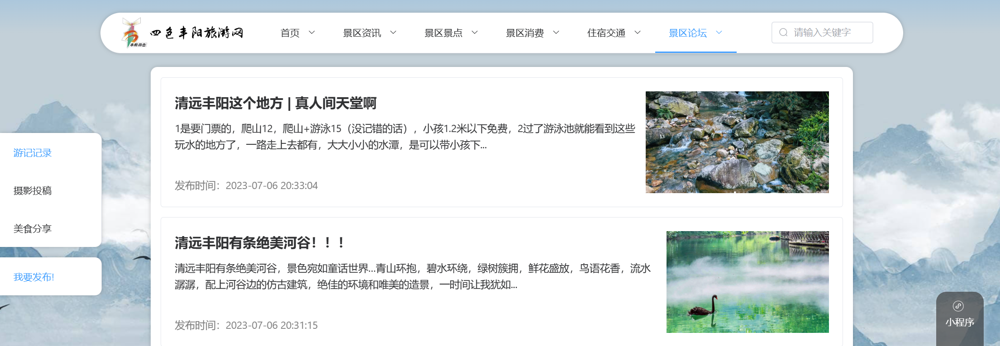 四色丰阳旅游网
丰阳·四色
首页 景区资讯 景区景点 景区消费 住宿交通 景区论坛
请输入关键字
游记记录
摄影投稿
美食分享
我要发布!
清远丰阳这个地方 | 真人间天堂啊
1是要门票的，爬山12，爬山+游泳15（没记错的话），小孩1.2米以下免费，2过了游泳池就能看到这些
玩水的地方了，一路走上去都有，大大小小的水潭，是可以带小孩下...
发布时间：2023-07-06 20:33:04
清远丰阳有条绝美河谷！！！
清远丰阳有条绝美河谷，景色宛如童话世界...青山环抱，碧水环绕，绿树簇拥，鲜花盛放，鸟语花香，流水
潺潺，配上河谷边的仿古建筑，绝佳的环境和唯美的造景，一时间让我犹如...
发布时间：2023-07-06 20:31:15
小程序